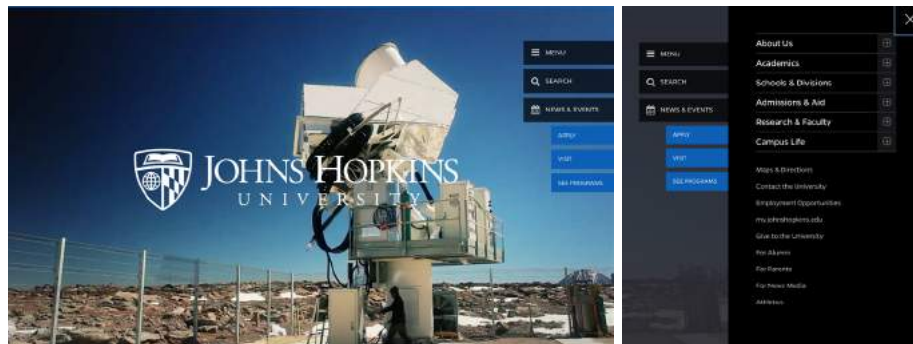 MENU
SEARCH
NEWS & EVENTS
APPLY
VISIT
SEE PROGRAMS
JOHNS HOPKINS
UNIVERSITY
MENU
SEARCH
NEWS & EVENTS
APPLY
VISIT
SEE PROGRAMS
About Us
Academics
Schools & Divisions
Admissions & Aid
Research & Faculty
Campus Life
Maps & Directions
Contact the University
Employment Opportunities
my.johnshopkins.edu
Give to the University
For Alumni
For Parents
For News Media
Athletics